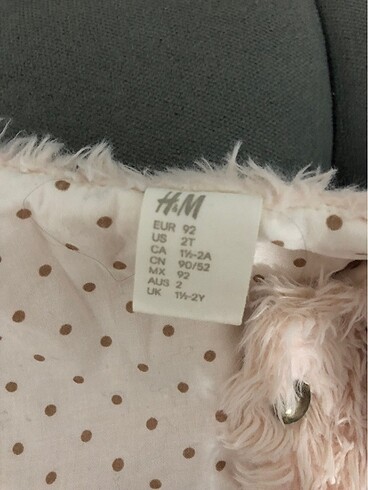 H&M
EUR 92
US 2T
CA 1½-2A
CN 90/52
MX 92
AUS 2
UK 1½-2Y